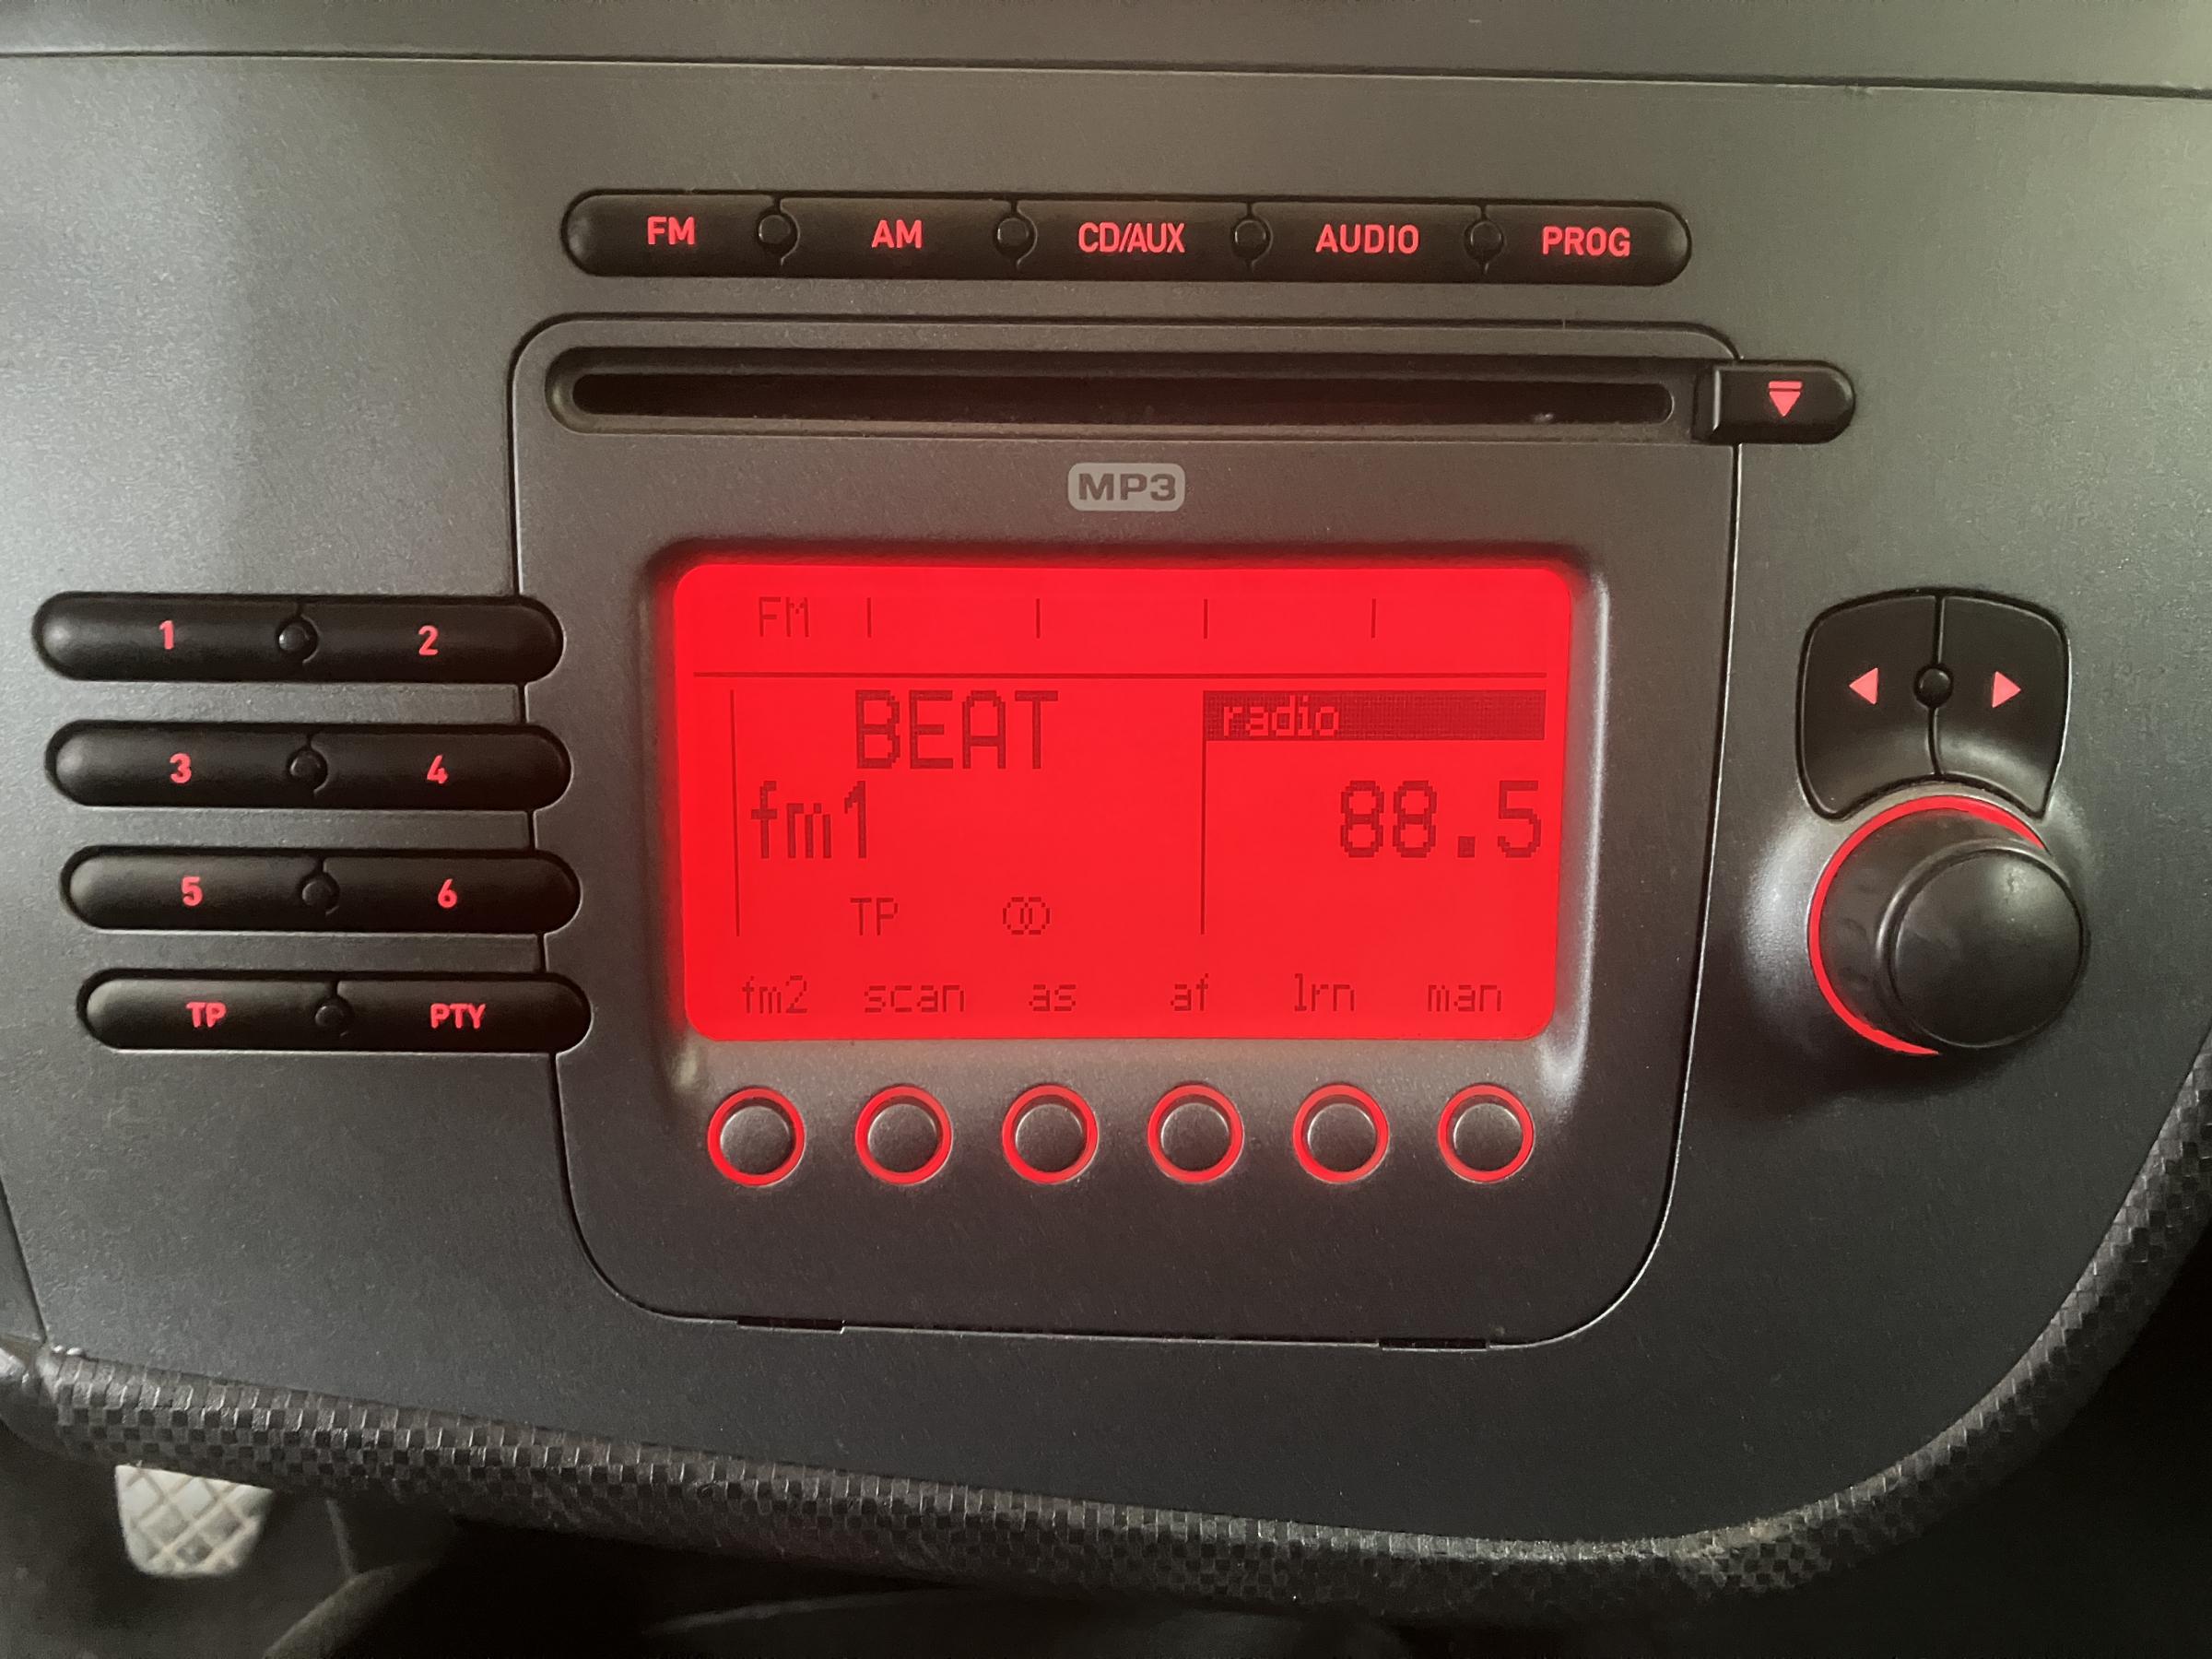 FM AM CD/AUX AUDIO PROG
MP3
FM
BEAT radio
fm1 88.5
TP
fm2 scan as af lrn man
1 2
3 4
5 6
TP PTY